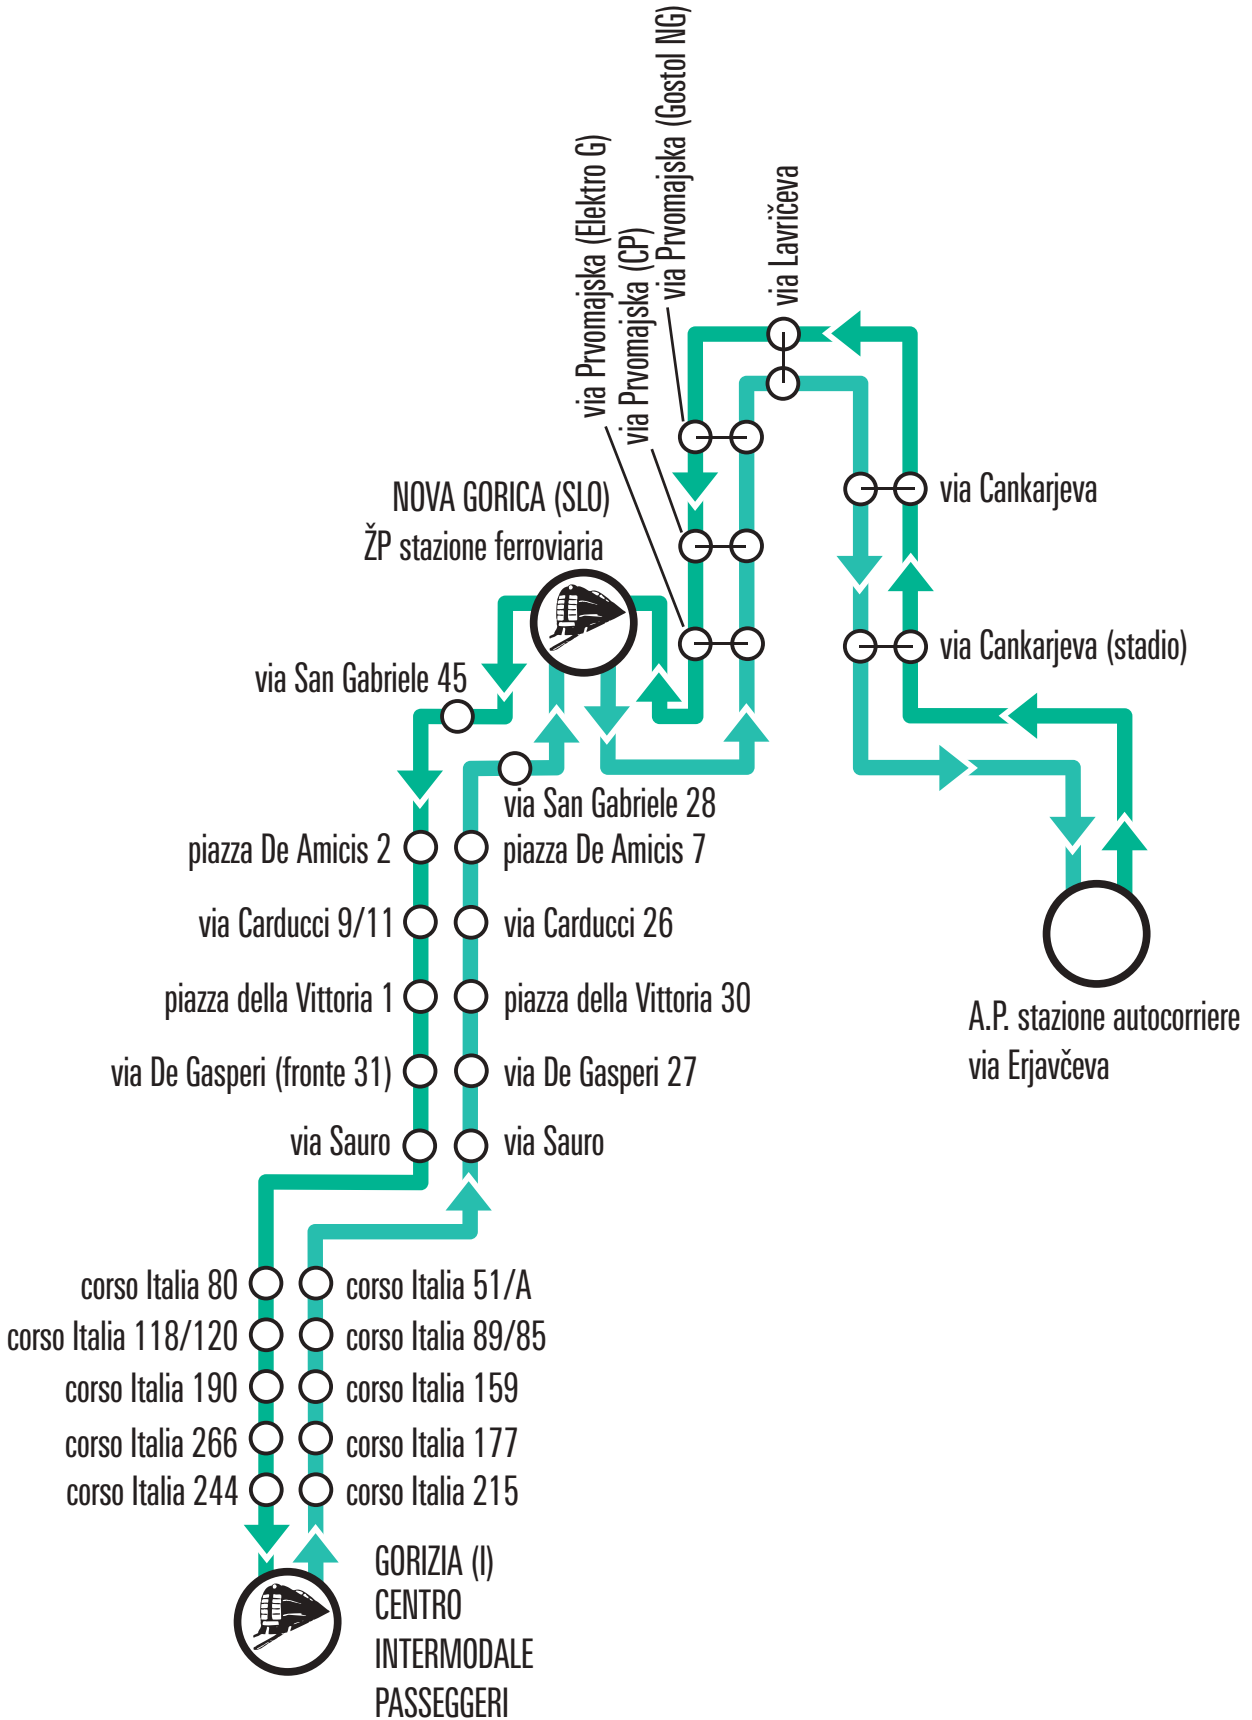 via Prvomajska (Elektro G)
via Prvomajska (CP)
via Prvomajska (Gostol NG)
via Lavričeva
NOVA GORICA (SLO)
ŽP stazione ferroviaria
via Cankarjeva
via Cankarjeva (stadio)
via San Gabriele 45
via San Gabriele 28
piazza De Amicis 2
piazza De Amicis 7
via Carducci 9/11
via Carducci 26
piazza della Vittoria 1
piazza della Vittoria 30
A.P. stazione autocorriere
via Erjavčeva
via De Gasperi (fronte 31)
via De Gasperi 27
via Sauro
via Sauro
corso Italia 80
corso Italia 51/A
corso Italia 118/120
corso Italia 89/85
corso Italia 190
corso Italia 159
corso Italia 266
corso Italia 177
corso Italia 244
corso Italia 215
GORIZIA (I)
CENTRO
INTERMODALE
PASSEGGERI